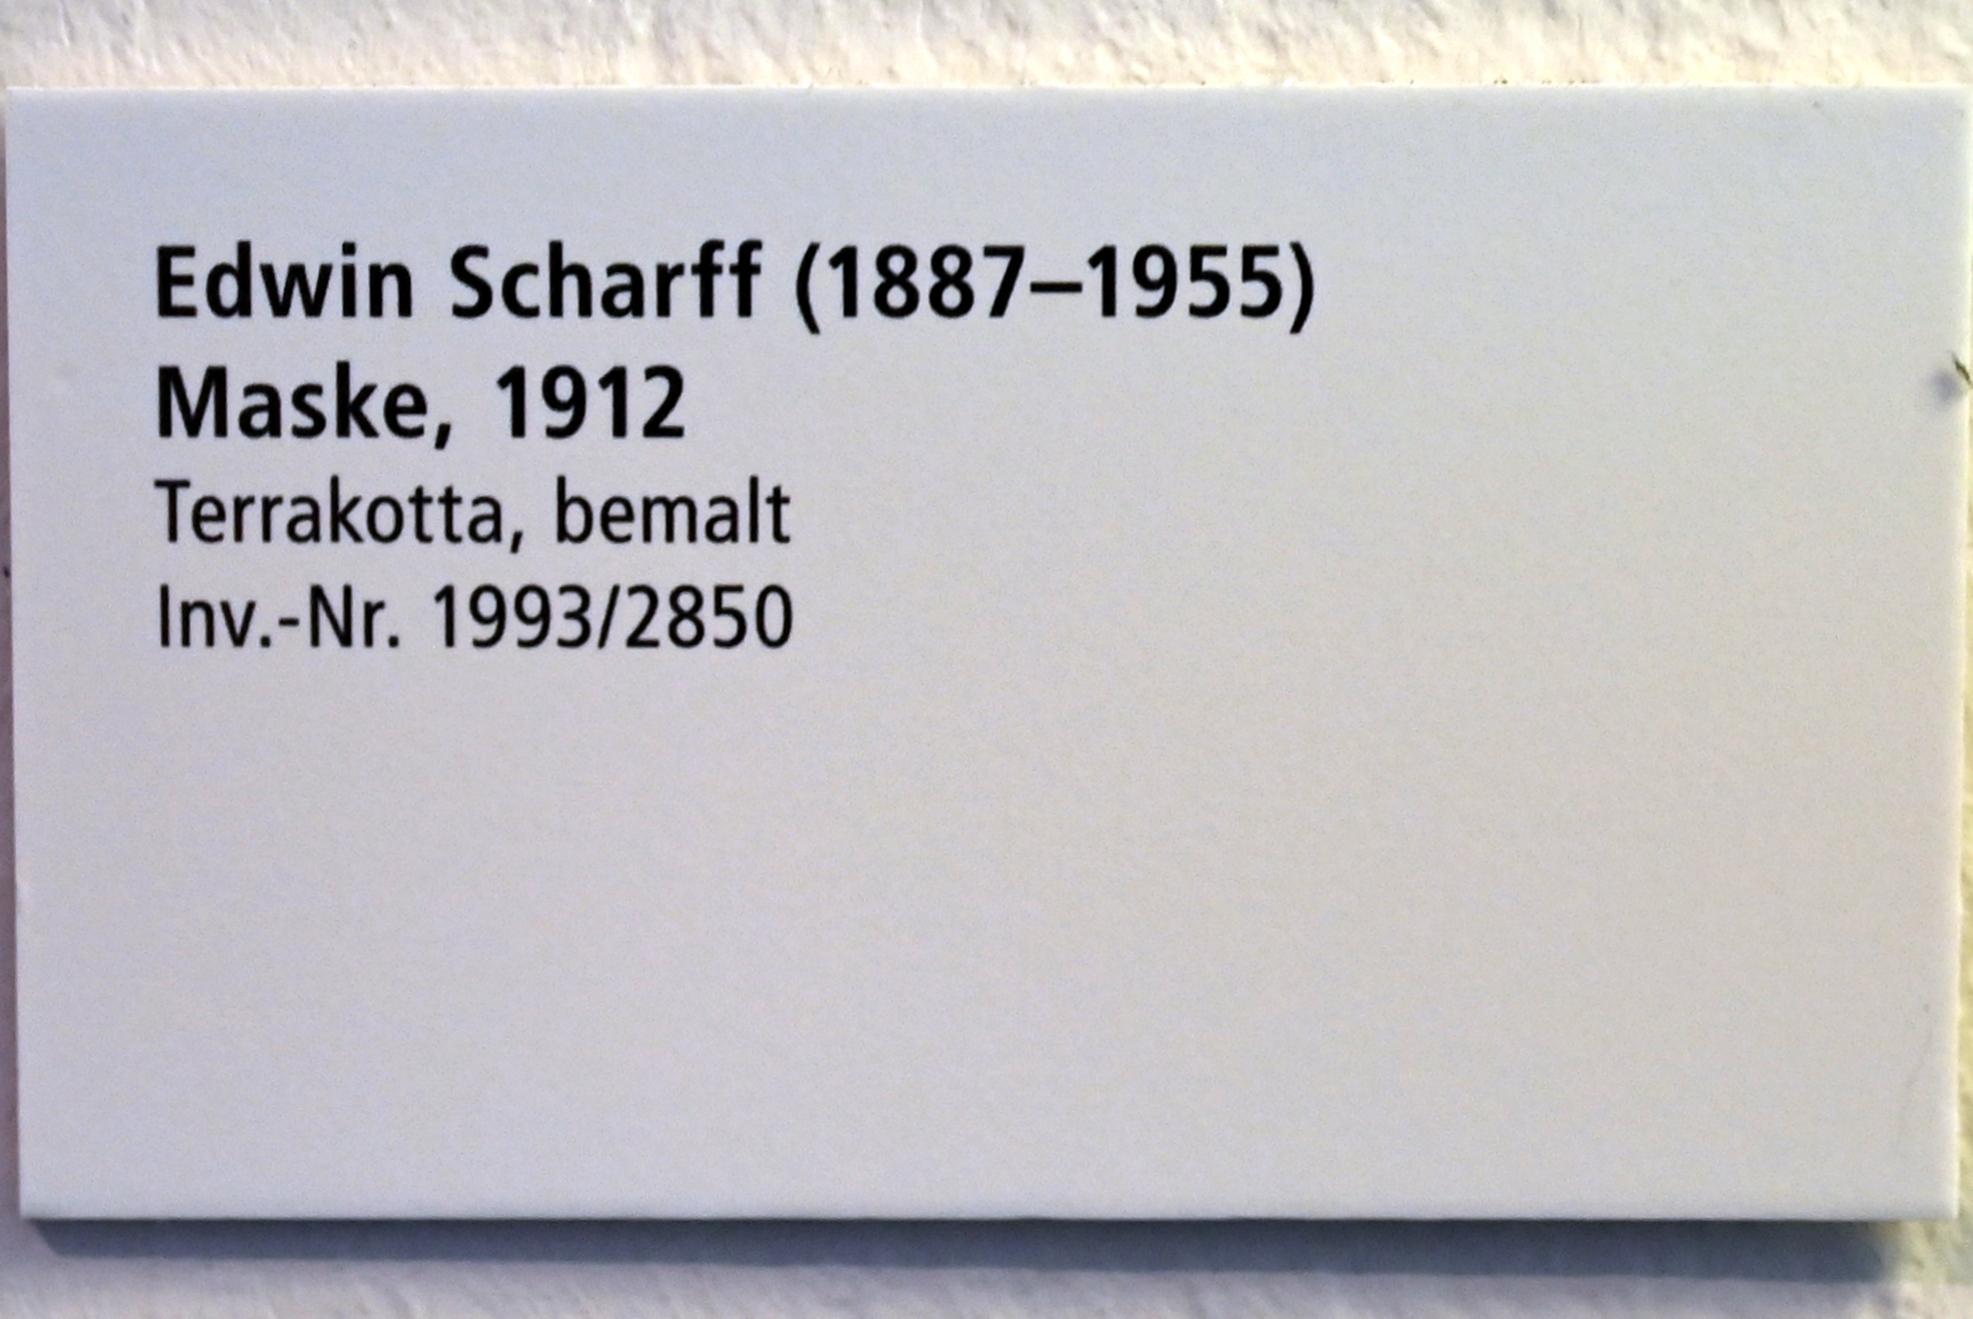 Edwin Scharff (1887–1955)
Maske, 1912
Terrakotta, bemalt
Inv.-Nr. 1993/2850